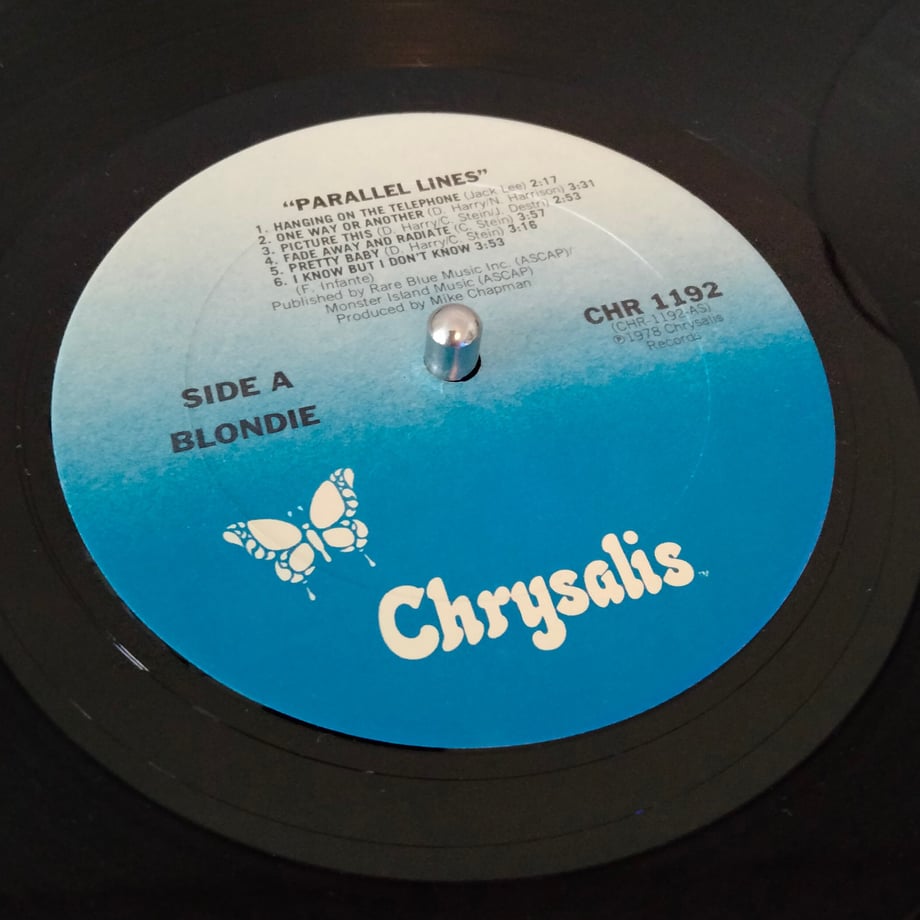 “PARALLEL LINES”
1. HANGING ON THE TELEPHONE (Jack Lee) 2:17
2. ONE WAY OR ANOTHER (D. Harry/N. Harrison) 3:31
3. PICTURE THIS (D. Harry/C. Stein/J. Destri) 2:53
4. FADE AWAY AND RADIATE (C. Stein) 3:57
5. PRETTY BABY (D. Harry/C. Stein) 3:16
6. I KNOW BUT I DON'T KNOW 3:53
(F. Infante)
Published by Rare Blue Music Inc. (ASCAP)/
Monster Island Music (ASCAP)
Produced by Mike Chapman
CHR 1192
(CHR-1192-AS)
℗1978 Chrysalis
Records
SIDE A
BLONDIE
Chrysalis™